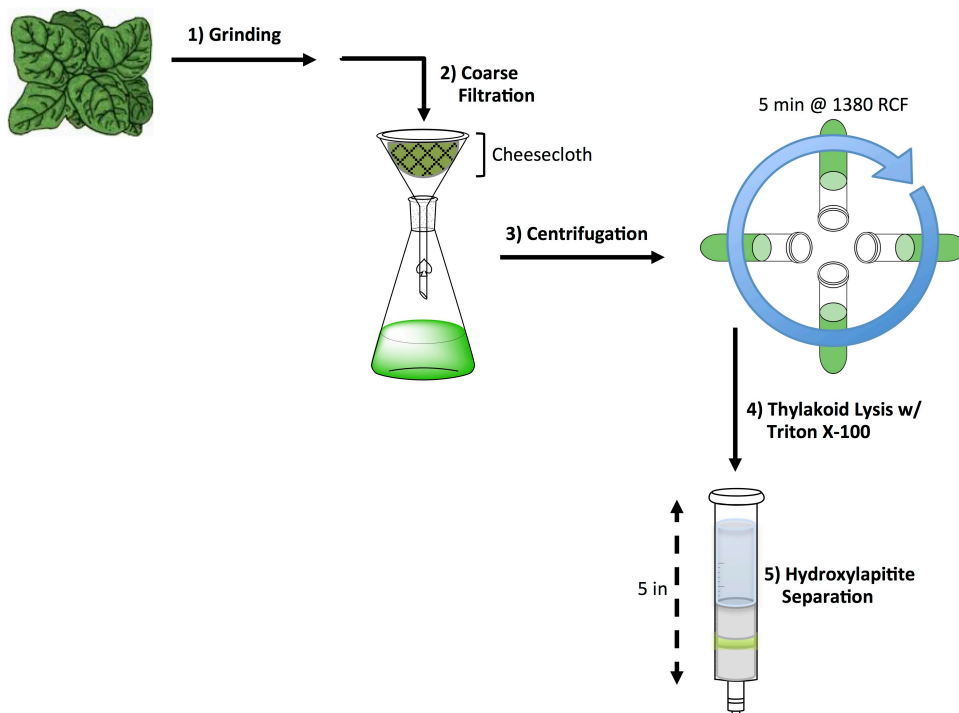 1) Grinding
2) Coarse
Filtration
Cheesecloth
5 min @ 1380 RCF
3) Centrifugation
4) Thylakoid Lysis w/
Triton X-100
5 in
5) Hydroxylapitite
Separation